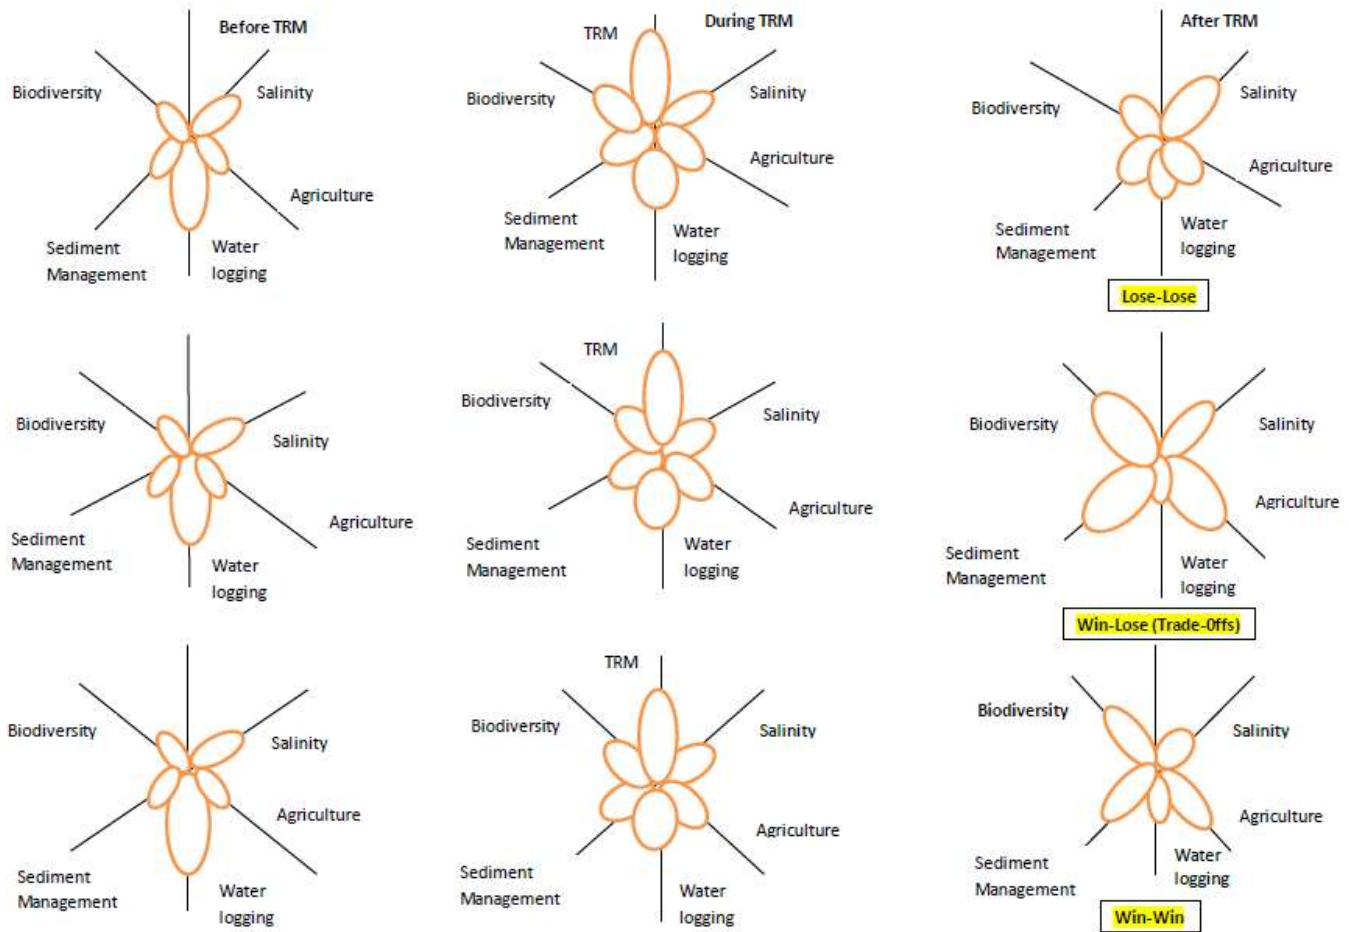 Before TRM
Biodiversity
Salinity
Agriculture
Sediment
Management
Water
logging
TRM
During TRM
Biodiversity
Salinity
Agriculture
Sediment
Management
Water
logging
After TRM
Biodiversity
Salinity
Agriculture
Sediment
Management
Water
logging
Lose-Lose
Biodiversity
Salinity
Agriculture
Sediment
Management
Water
logging
TRM
Biodiversity
Salinity
Agriculture
Sediment
Management
Water
logging
Biodiversity
Salinity
Agriculture
Sediment
Management
Water
logging
Win-Lose (Trade-Offs)
Biodiversity
Salinity
Agriculture
Sediment
Management
Water
logging
TRM
Biodiversity
Salinity
Agriculture
Sediment
Management
Water
logging
Biodiversity
Salinity
Agriculture
Sediment
Management
Water
logging
Win-Win